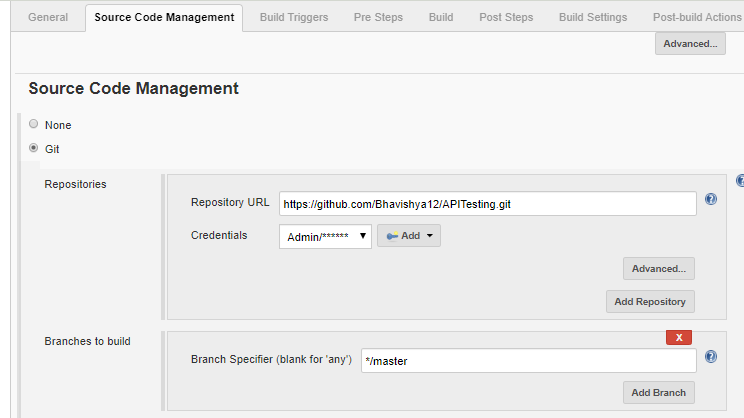 General Source Code Management Build Triggers Pre Steps Build Post Steps Build Settings Post-build Actions
Advanced...
Source Code Management
None
Git
Repositories
Repository URL https://github.com/Bhavishya12/APITesting.git
Credentials Admin/****** Add
Advanced...
Add Repository
X
Branches to build
Branch Specifier (blank for 'any') */master
Add Branch